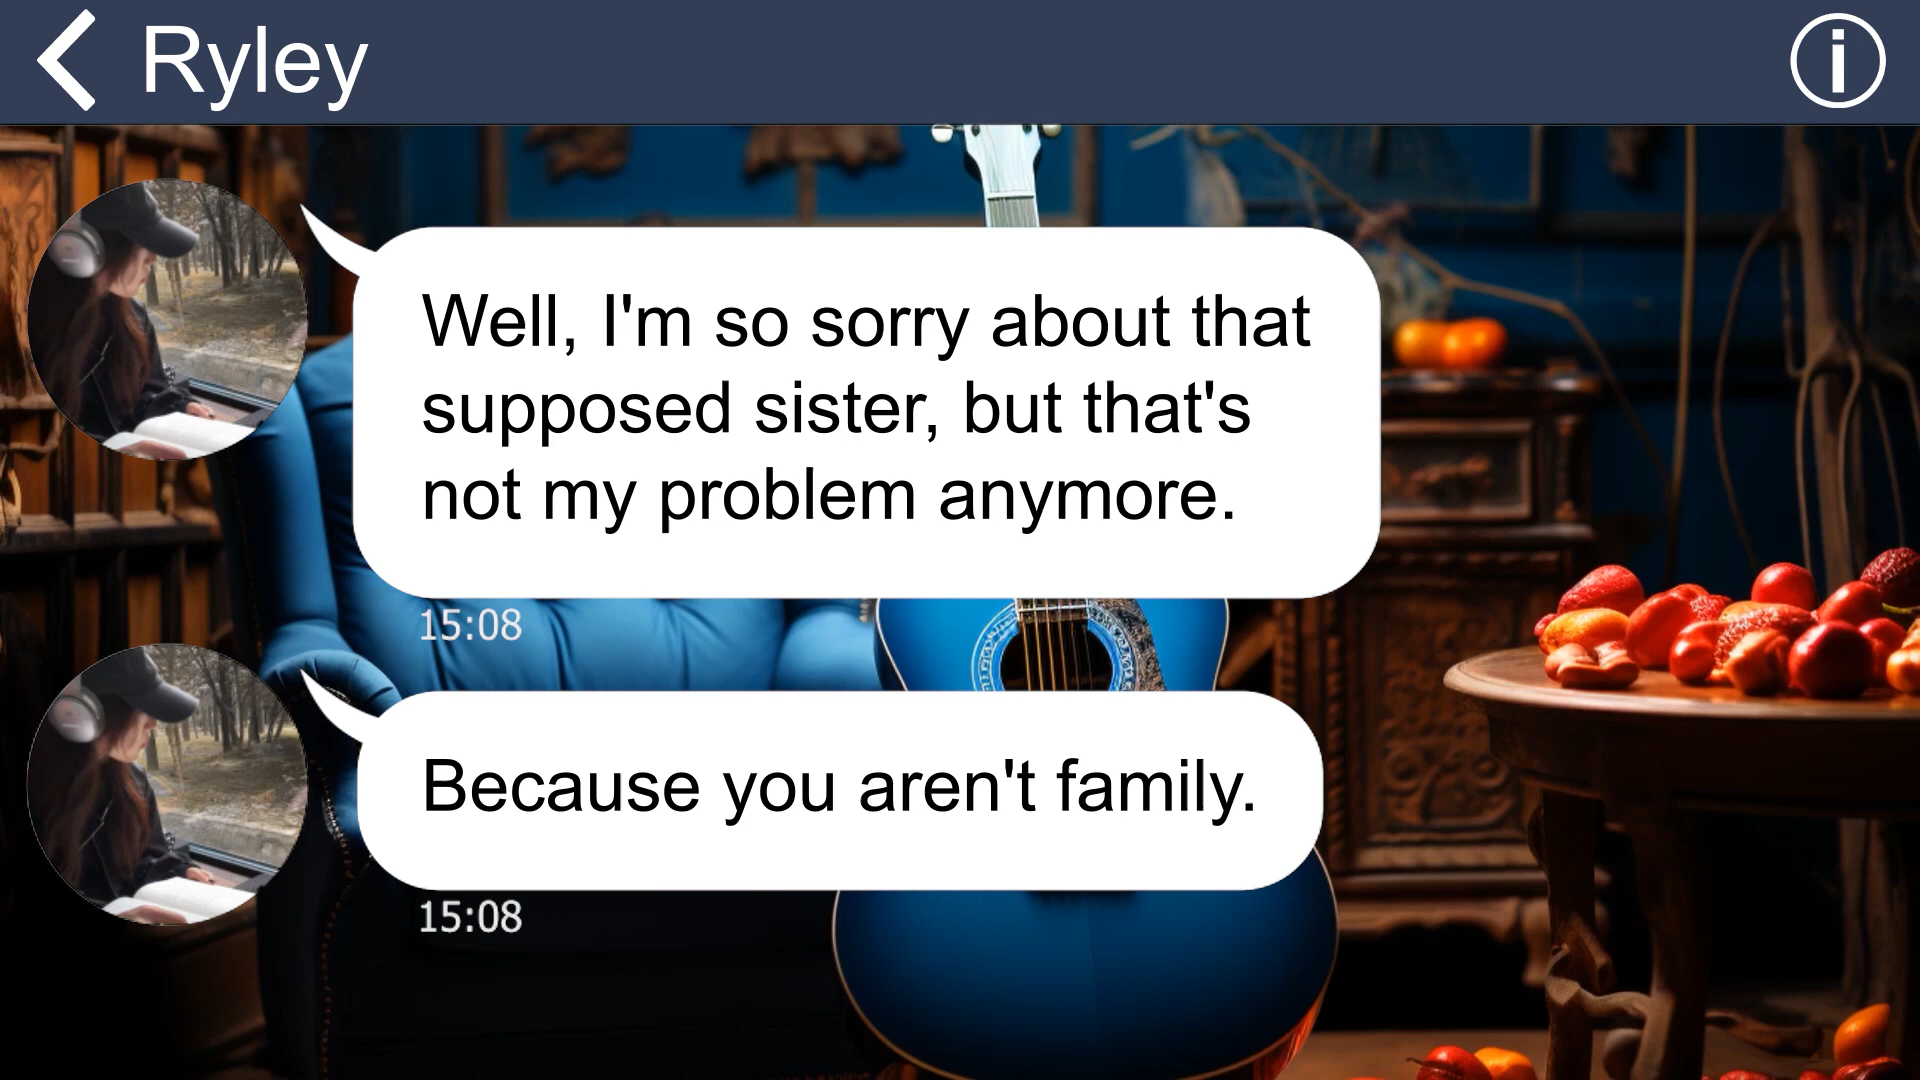 Ryley
Well, I'm so sorry about that
supposed sister, but that's
not my problem anymore.
15:08
Because you aren't family.
15:08